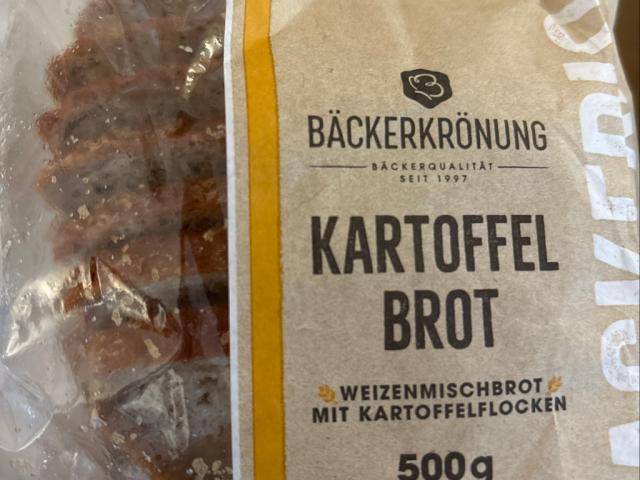 BÄCKERKRÖNUNG
BÄCKERQUALITÄT
SEIT 1997
KARTOFFEL
BROT
WEIZENMISCHBROT
MIT KARTOFFELFLOCKEN
500g